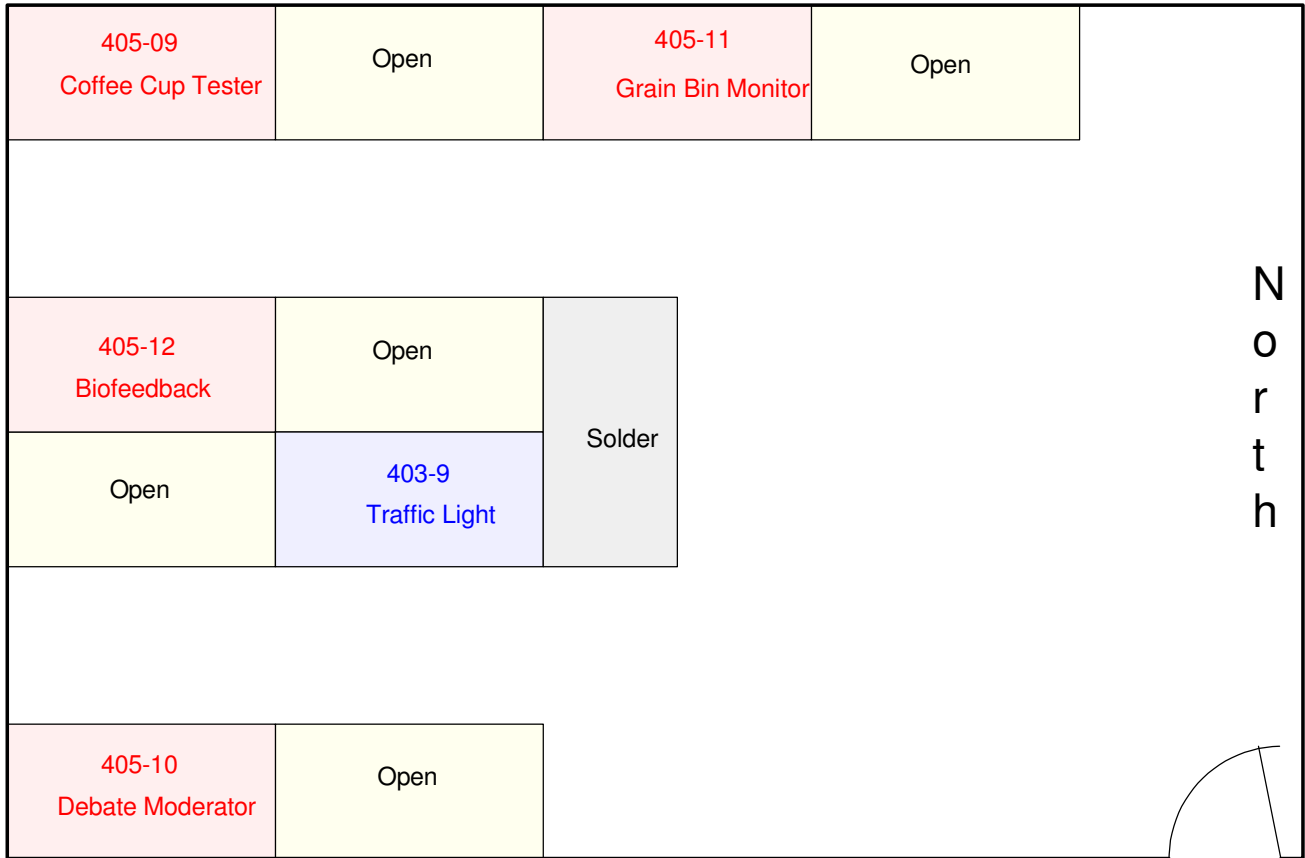 405-09
Coffee Cup Tester
Open
405-11
Grain Bin Monitor
Open
405-12
Biofeedback
Open
Solder
Open
403-9
Traffic Light
North
405-10
Debate Moderator
Open